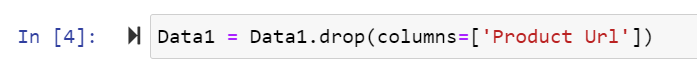 In [4]: Data1 = Data1.drop(columns=['Product Url'])